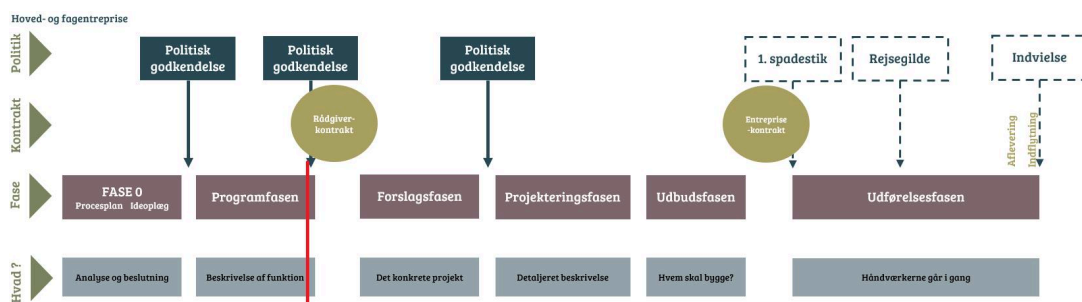 Hoved- og fagentreprise
Politik
Politisk
godkendelse
Politisk
godkendelse
Politisk
godkendelse
1. spadestik
Rejsegilde
Indvielse
Kontrakt
Rådgiver-
kontrakt
Entreprise
-kontrakt
Aflevering
Indflytning
Fase
FASE 0
Procesplan Ideoplæg
Programfasen
Forslagsfasen
Projekteringsfasen
Udbudsfasen
Udførelsesfasen
Hvad ?
Analyse og beslutning
Beskrivelse af funktion
Det konkrete projekt
Detaljeret beskrivelse
Hvem skal bygge?
Håndværkerne går i gang